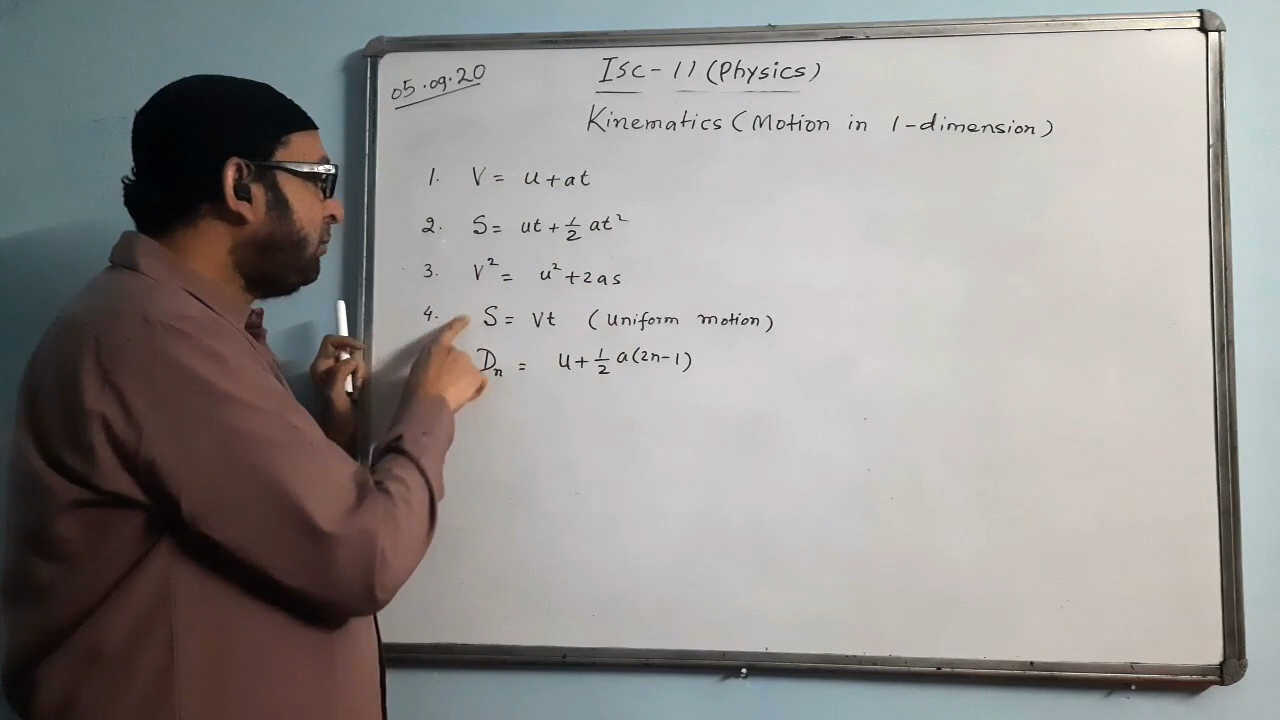 05.09.20
ISC-11 (Physics)
Kinematics (Motion in 1-dimension)
1. V = u+at
2. S = ut + 1/2 at²
3. V² = u² + 2as
4. S = Vt (Uniform motion)
Dn = u + 1/2 a(2n-1)